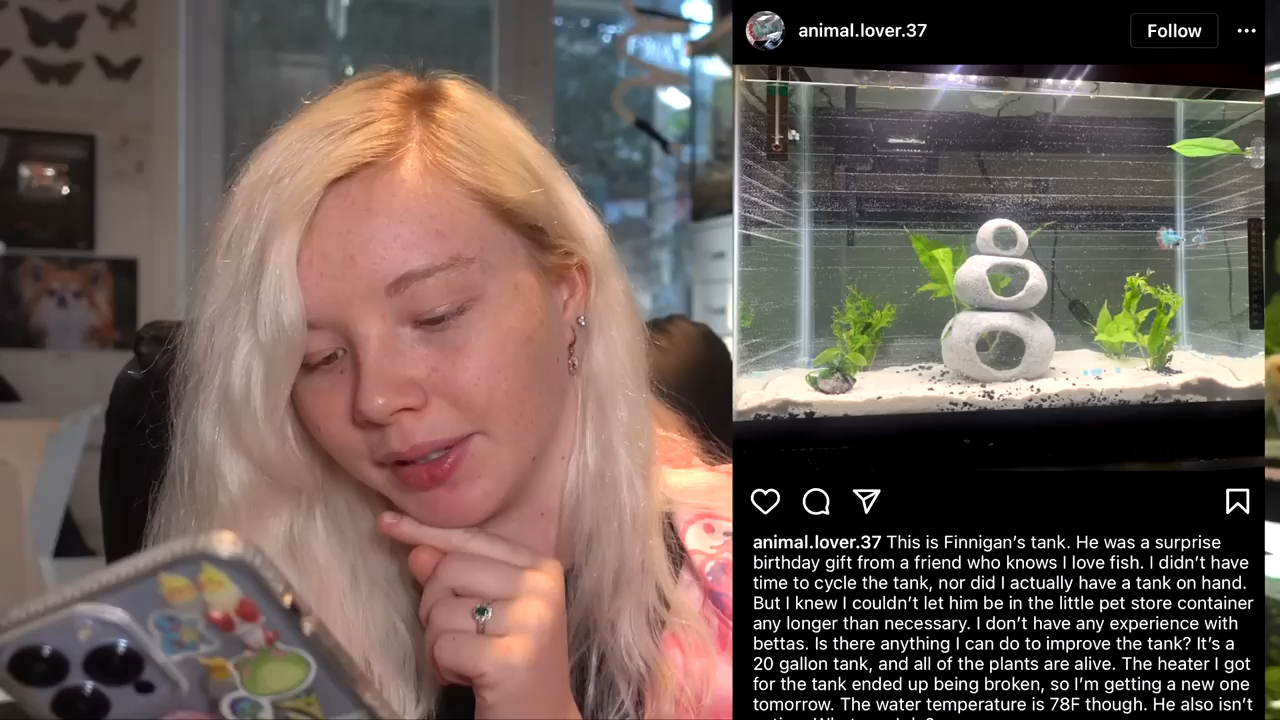 animal.lover.37
Follow
animal.lover.37 This is Finnigan's tank. He was a surprise
birthday gift from a friend who knows I love fish. I didn't have
time to cycle the tank, nor did I actually have a tank on hand.
But I knew I couldn't let him be in the little pet store container
any longer than necessary. I don't have any experience with
bettas. Is there anything I can do to improve the tank? It's a
20 gallon tank, and all of the plants are alive. The heater I got
for the tank ended up being broken, so I'm getting a new one
tomorrow. The water temperature is 78F though. He also isn't